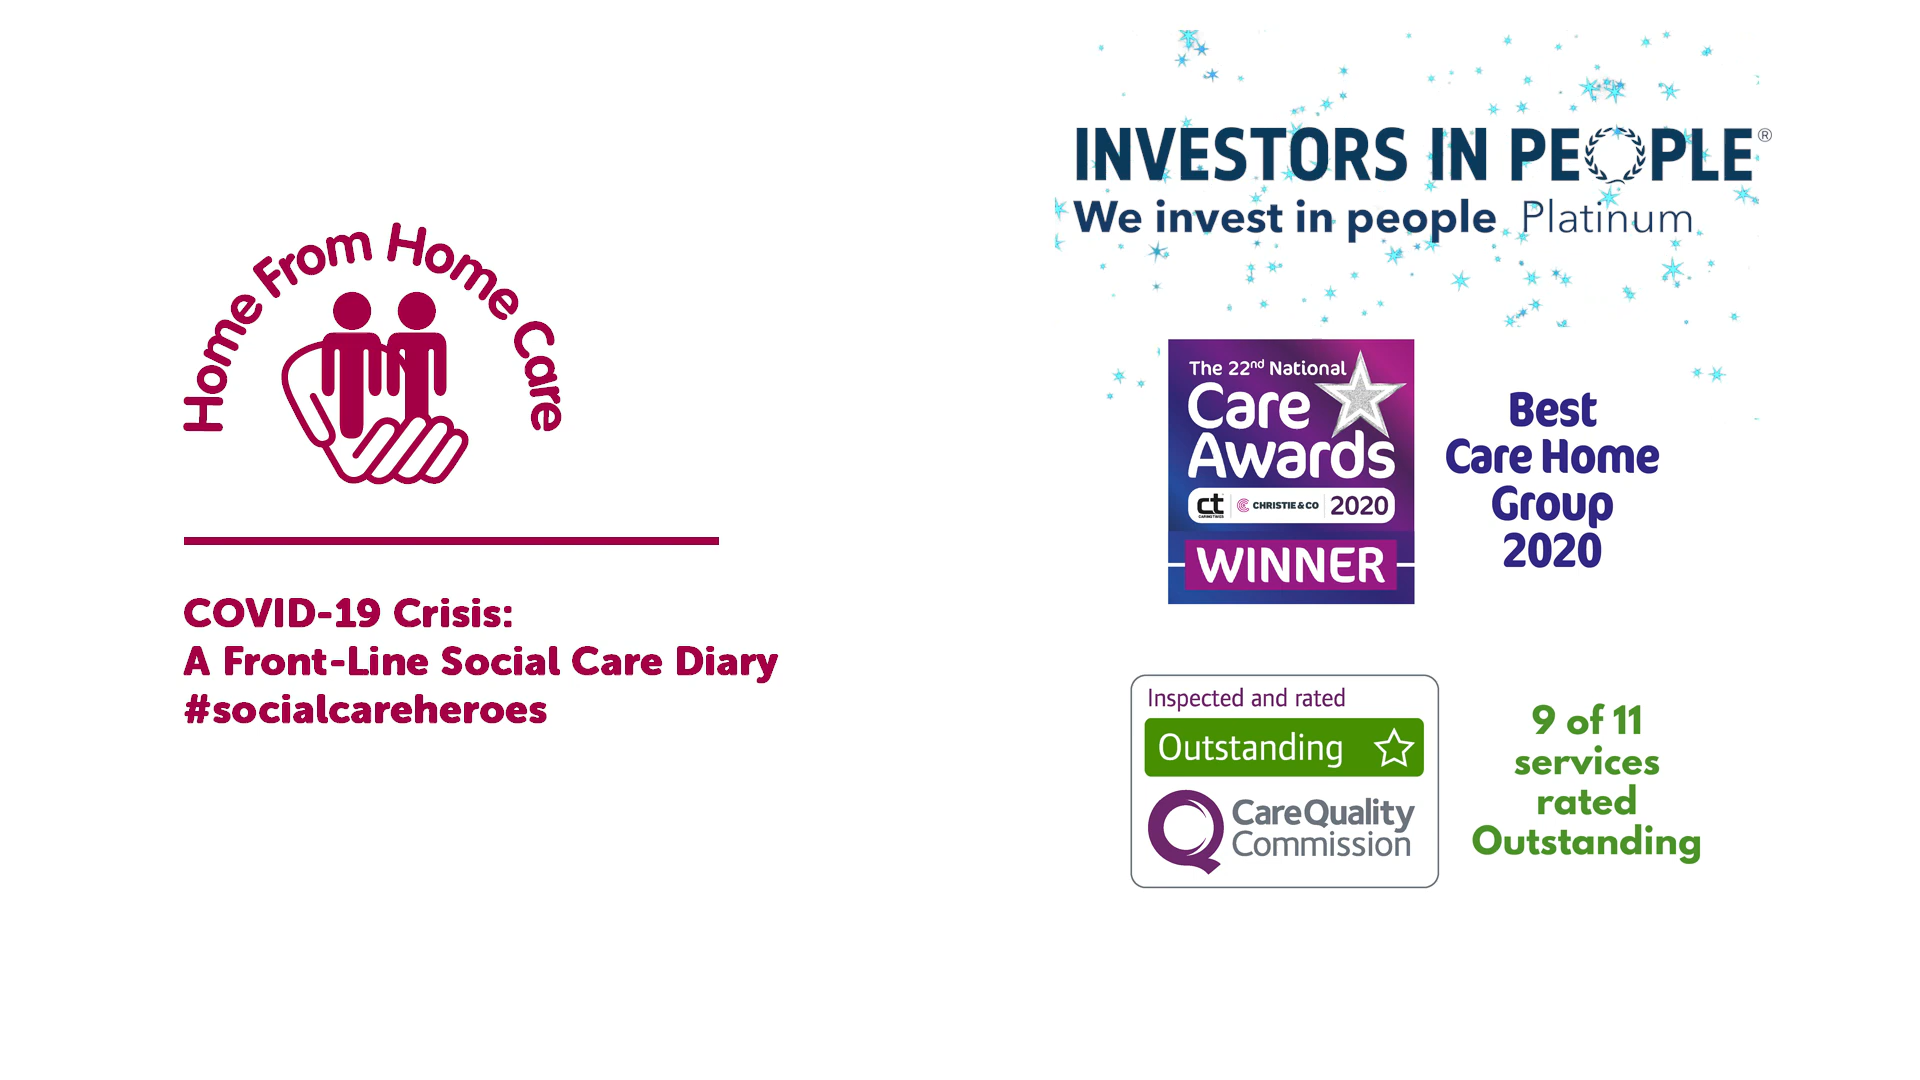 Home From Home Care
COVID-19 Crisis:
A Front-Line Social Care Diary
#socialcareheroes
INVESTORS IN PEOPLE®
We invest in people Platinum
The 22nd National
Care
Awards
ct
CARING TIMES
CHRISTIE & CO
2020
WINNER
Best
Care Home
Group
2020
Inspected and rated
Outstanding
CareQuality
Commission
9 of 11
services
rated
Outstanding